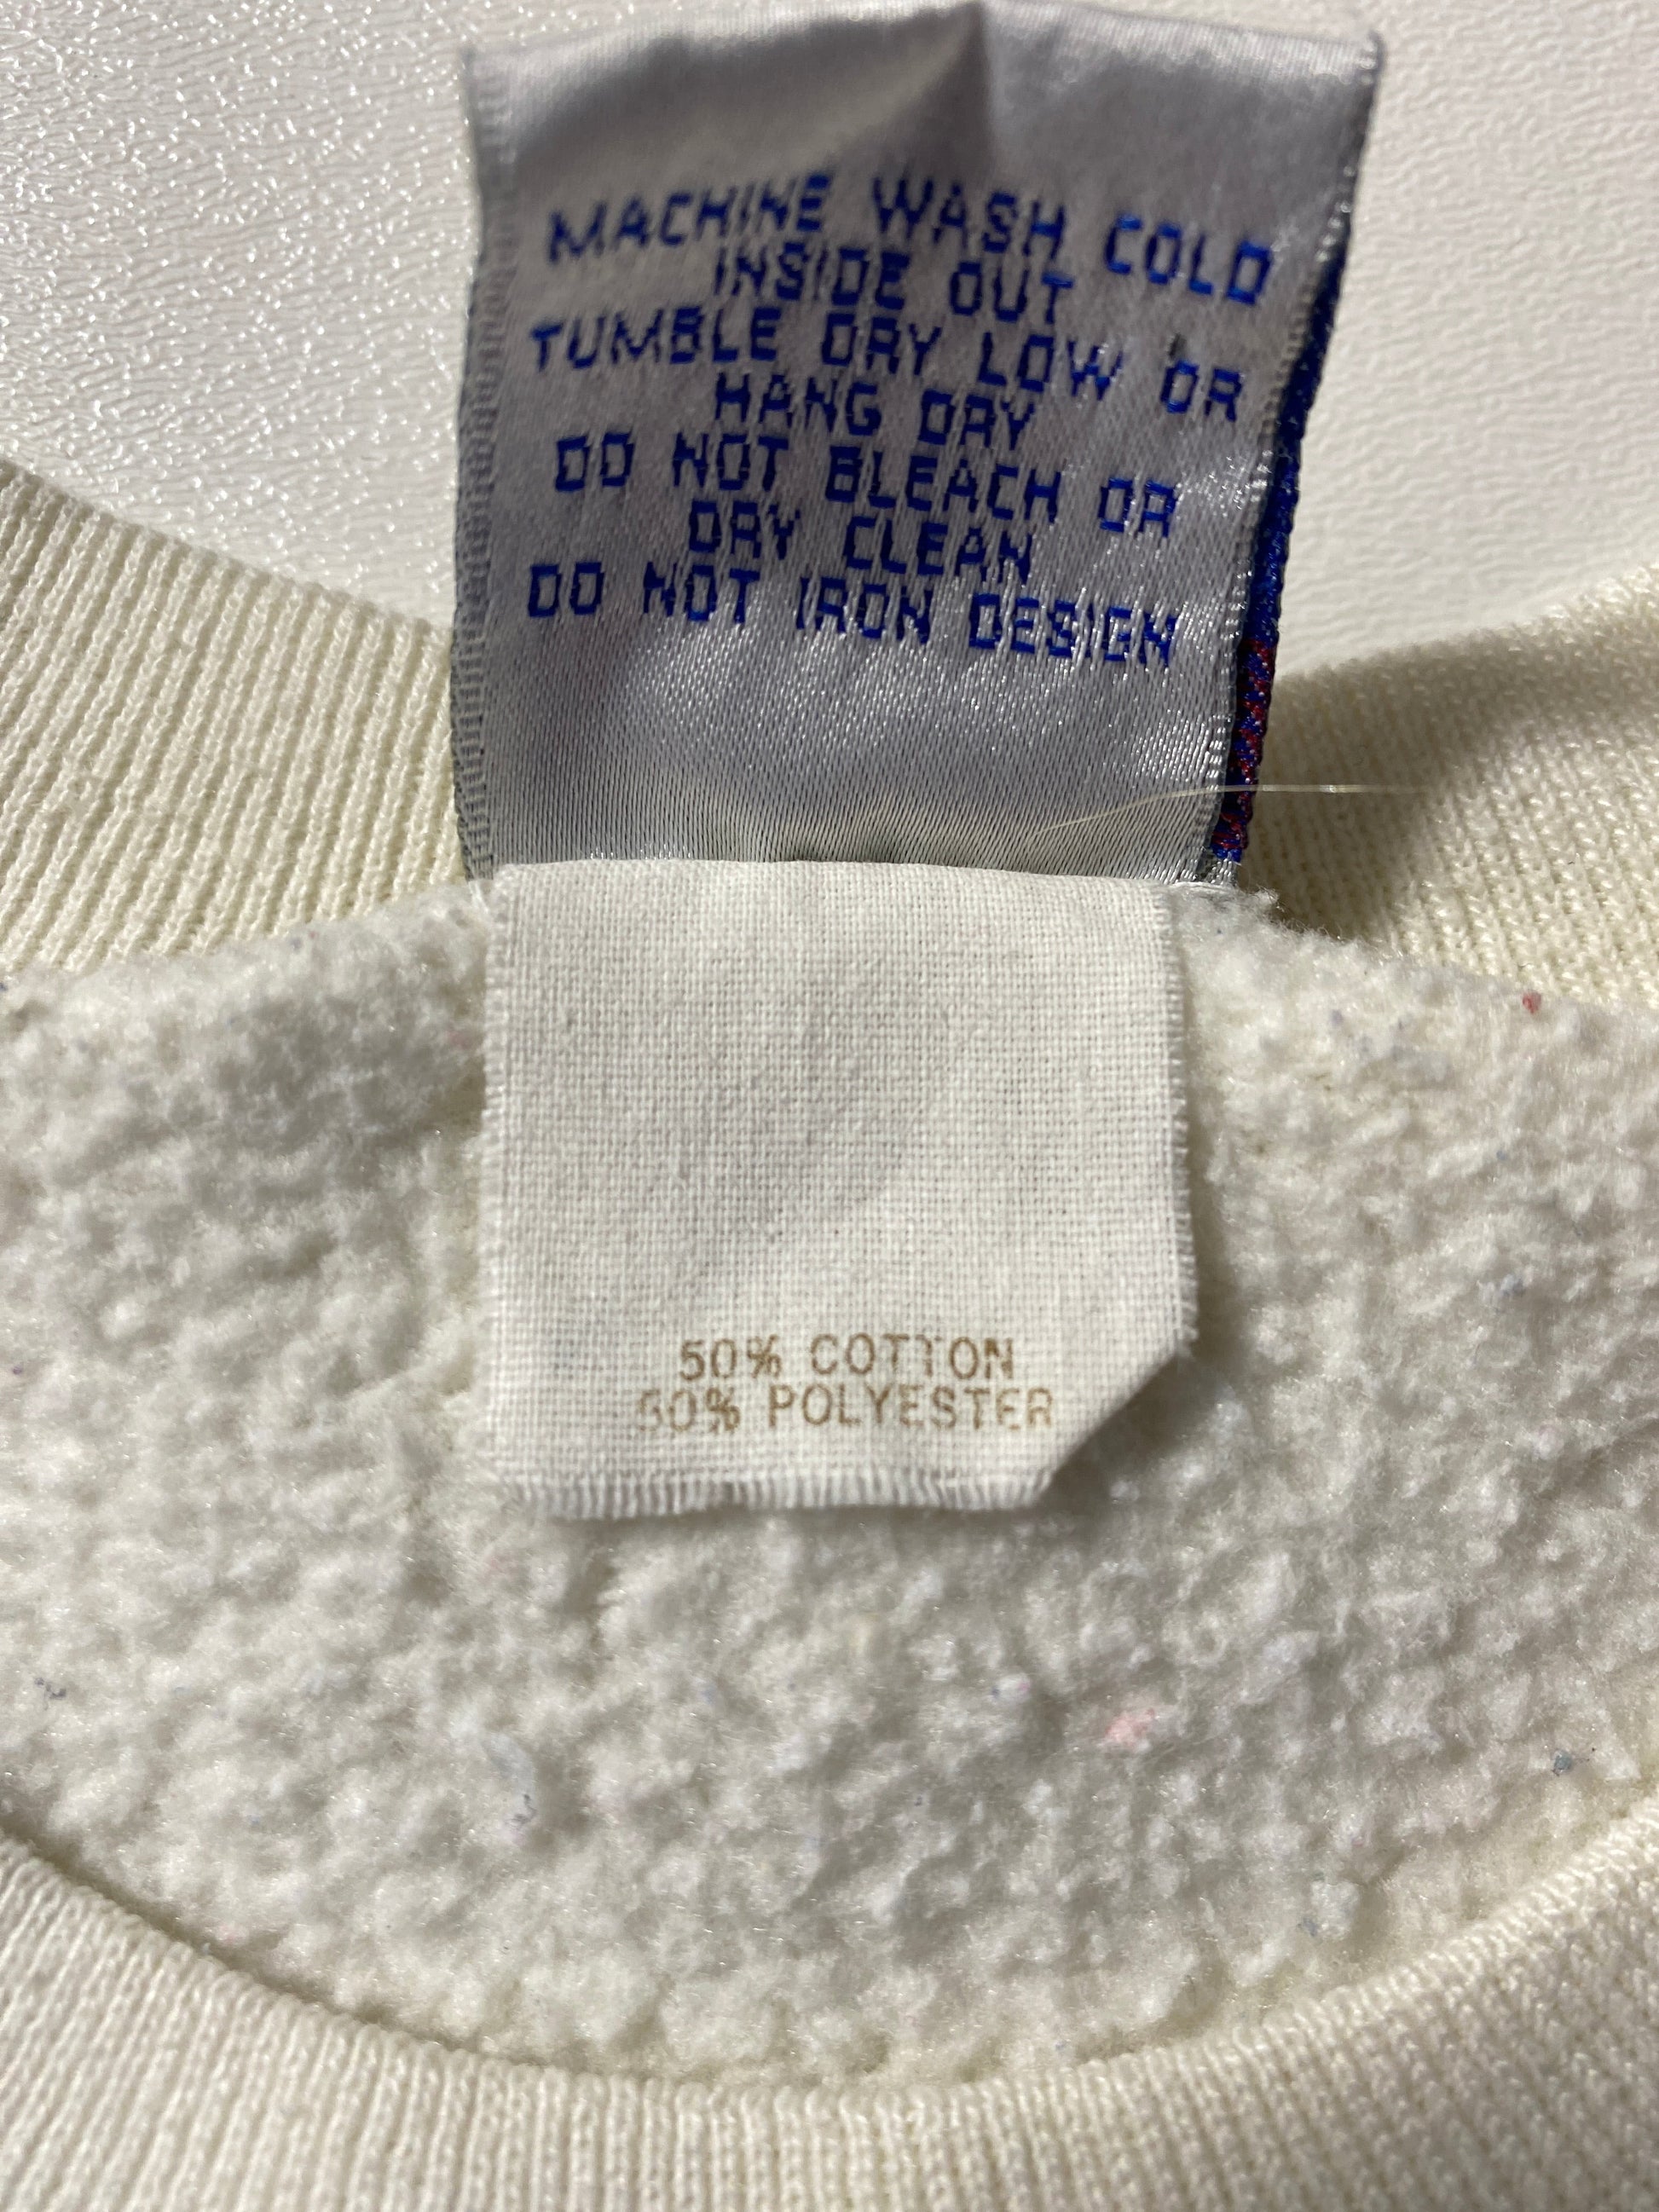 MACHINE WASH COLD
INSIDE OUT
TUMBLE DRY LOW OR
HANG DRY
DO NOT BLEACH OR
DRY CLEAN
DO NOT IRON DESIGN
50% COTTON
50% POLYESTER